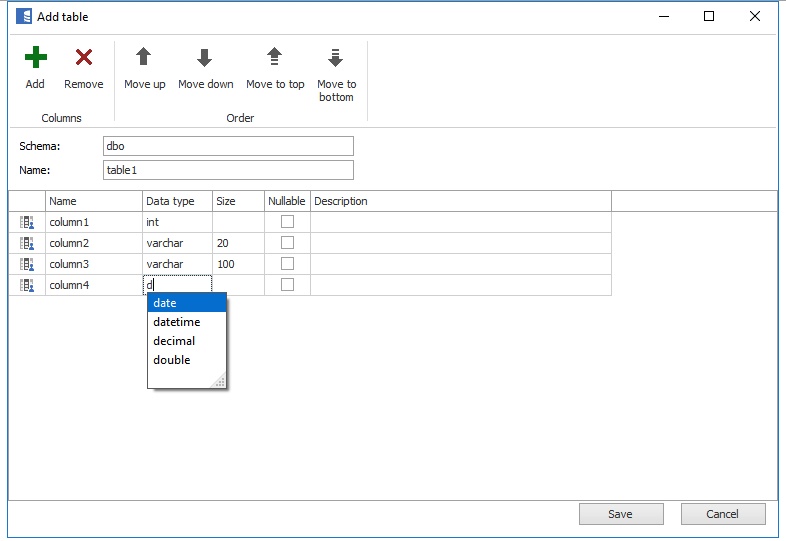 Add table
Add Remove Move up Move down Move to top Move to
bottom
Columns Order
Schema: dbo
Name: table1
Name Data type Size Nullable Description
column1 int
column2 varchar 20
column3 varchar 100
column4 d
date
datetime
decimal
double
Save Cancel